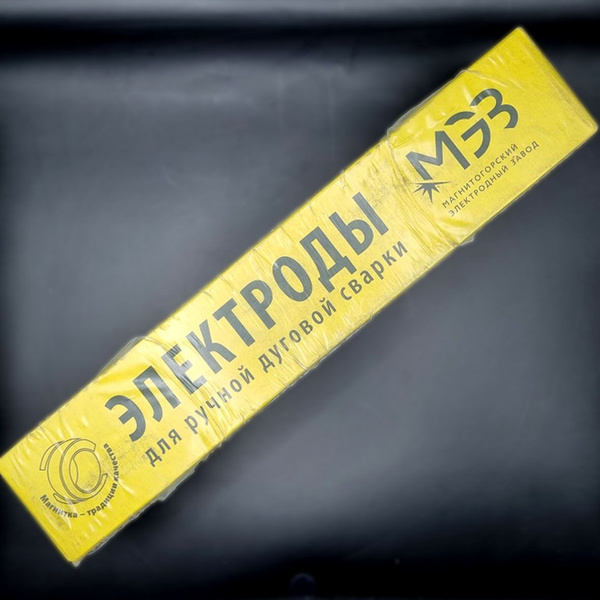 ЭЛЕКТРОДЫ
для ручной дуговой сварки
МЭЗ
МАГНИТОГОРСКИЙ
ЭЛЕКТРОДНЫЙ ЗАВОД
Магнитка – традиции качества